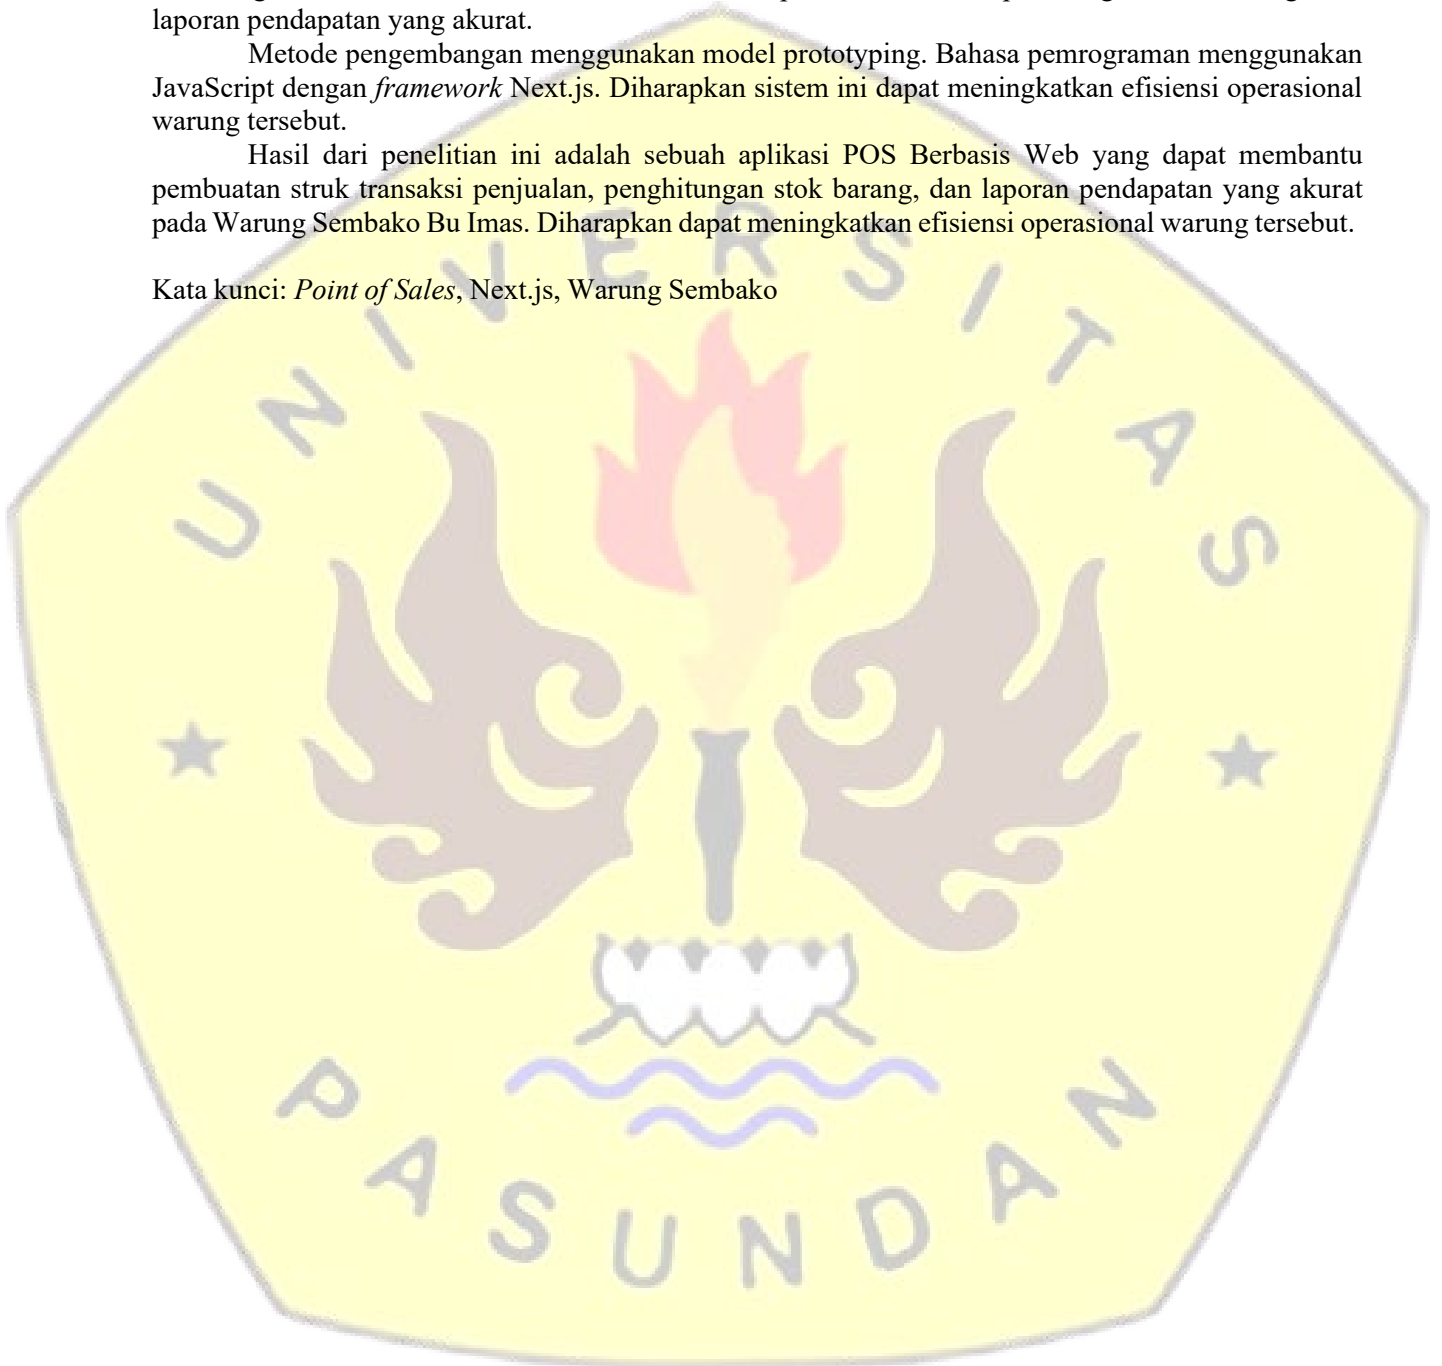 laporan pendapatan yang akurat.
Metode pengembangan menggunakan model prototyping. Bahasa pemrograman menggunakan
JavaScript dengan framework Next.js. Diharapkan sistem ini dapat meningkatkan efisiensi operasional
warung tersebut.
Hasil dari penelitian ini adalah sebuah aplikasi POS Berbasis Web yang dapat membantu
pembuatan struk transaksi penjualan, penghitungan stok barang, dan laporan pendapatan yang akurat
pada Warung Sembako Bu Imas. Diharapkan dapat meningkatkan efisiensi operasional warung tersebut.
Kata kunci: Point of Sales, Next.js, Warung Sembako
UNIVERSITAS
PASUNDAN